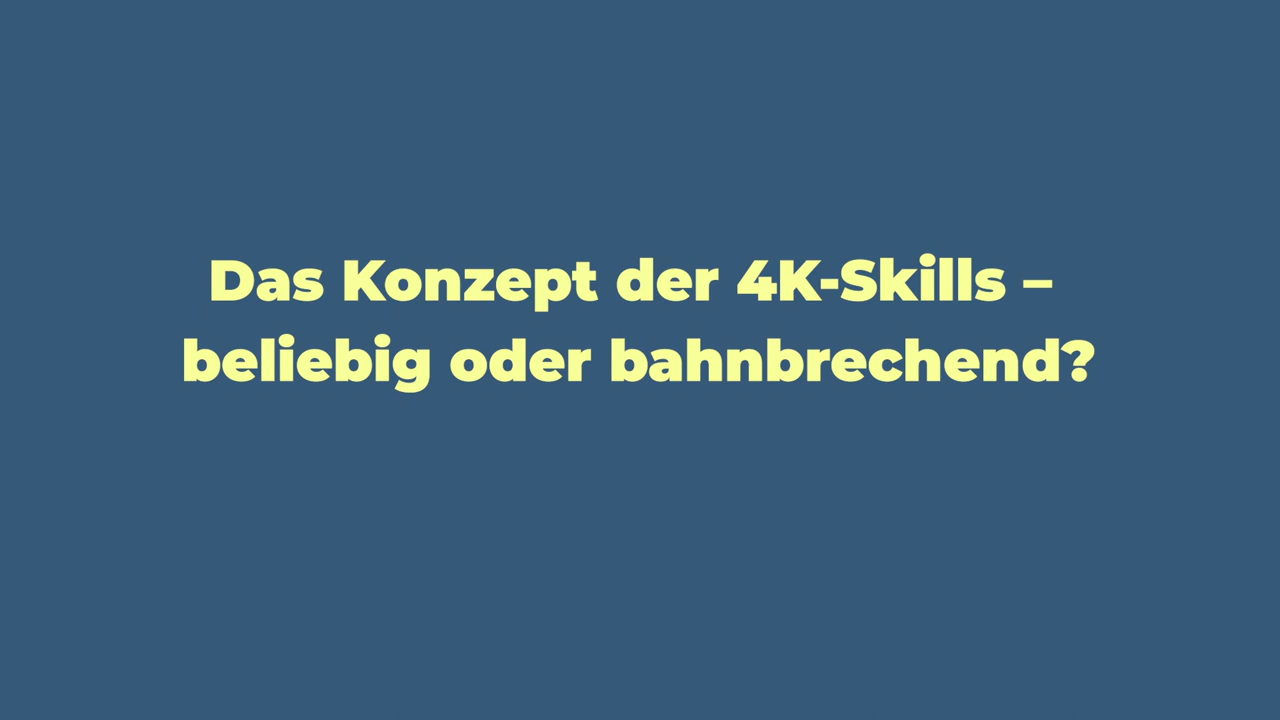 Das Konzept der 4K-Skills –
beliebig oder bahnbrechend?